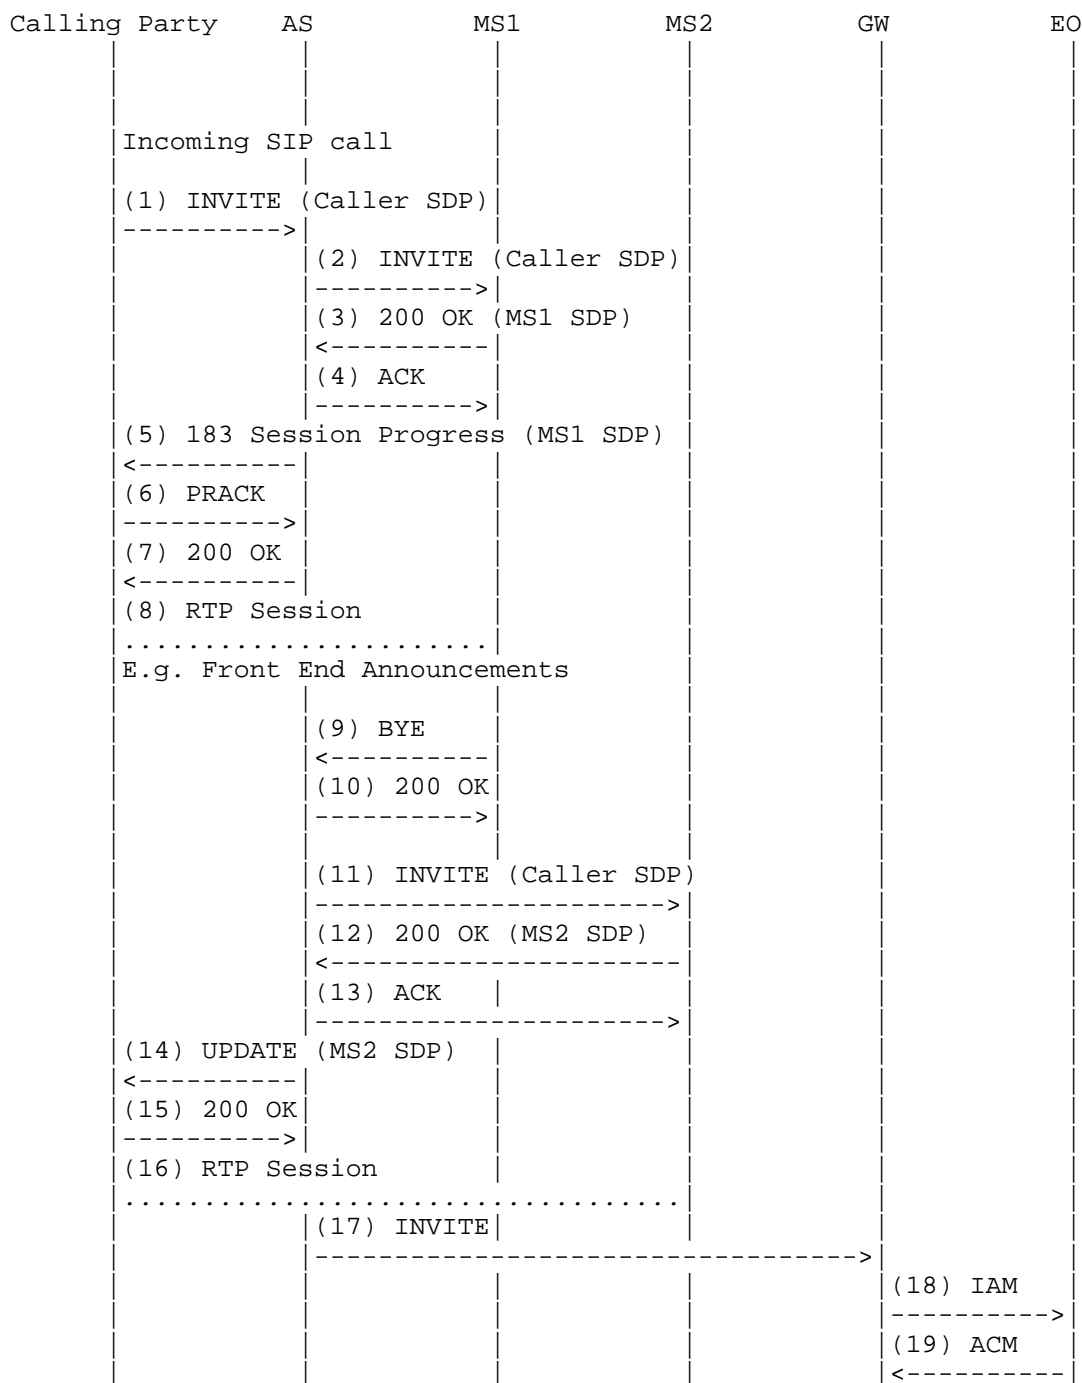 Calling Party AS MS1 MS2 GW EO
Incoming SIP call
(1) INVITE (Caller SDP)
(2) INVITE (Caller SDP)
(3) 200 OK (MS1 SDP)
(4) ACK
(5) 183 Session Progress (MS1 SDP)
(6) PRACK
(7) 200 OK
(8) RTP Session
E.g. Front End Announcements
(9) BYE
(10) 200 OK
(11) INVITE (Caller SDP)
(12) 200 OK (MS2 SDP)
(13) ACK
(14) UPDATE (MS2 SDP)
(15) 200 OK
(16) RTP Session
(17) INVITE
(18) IAM
(19) ACM